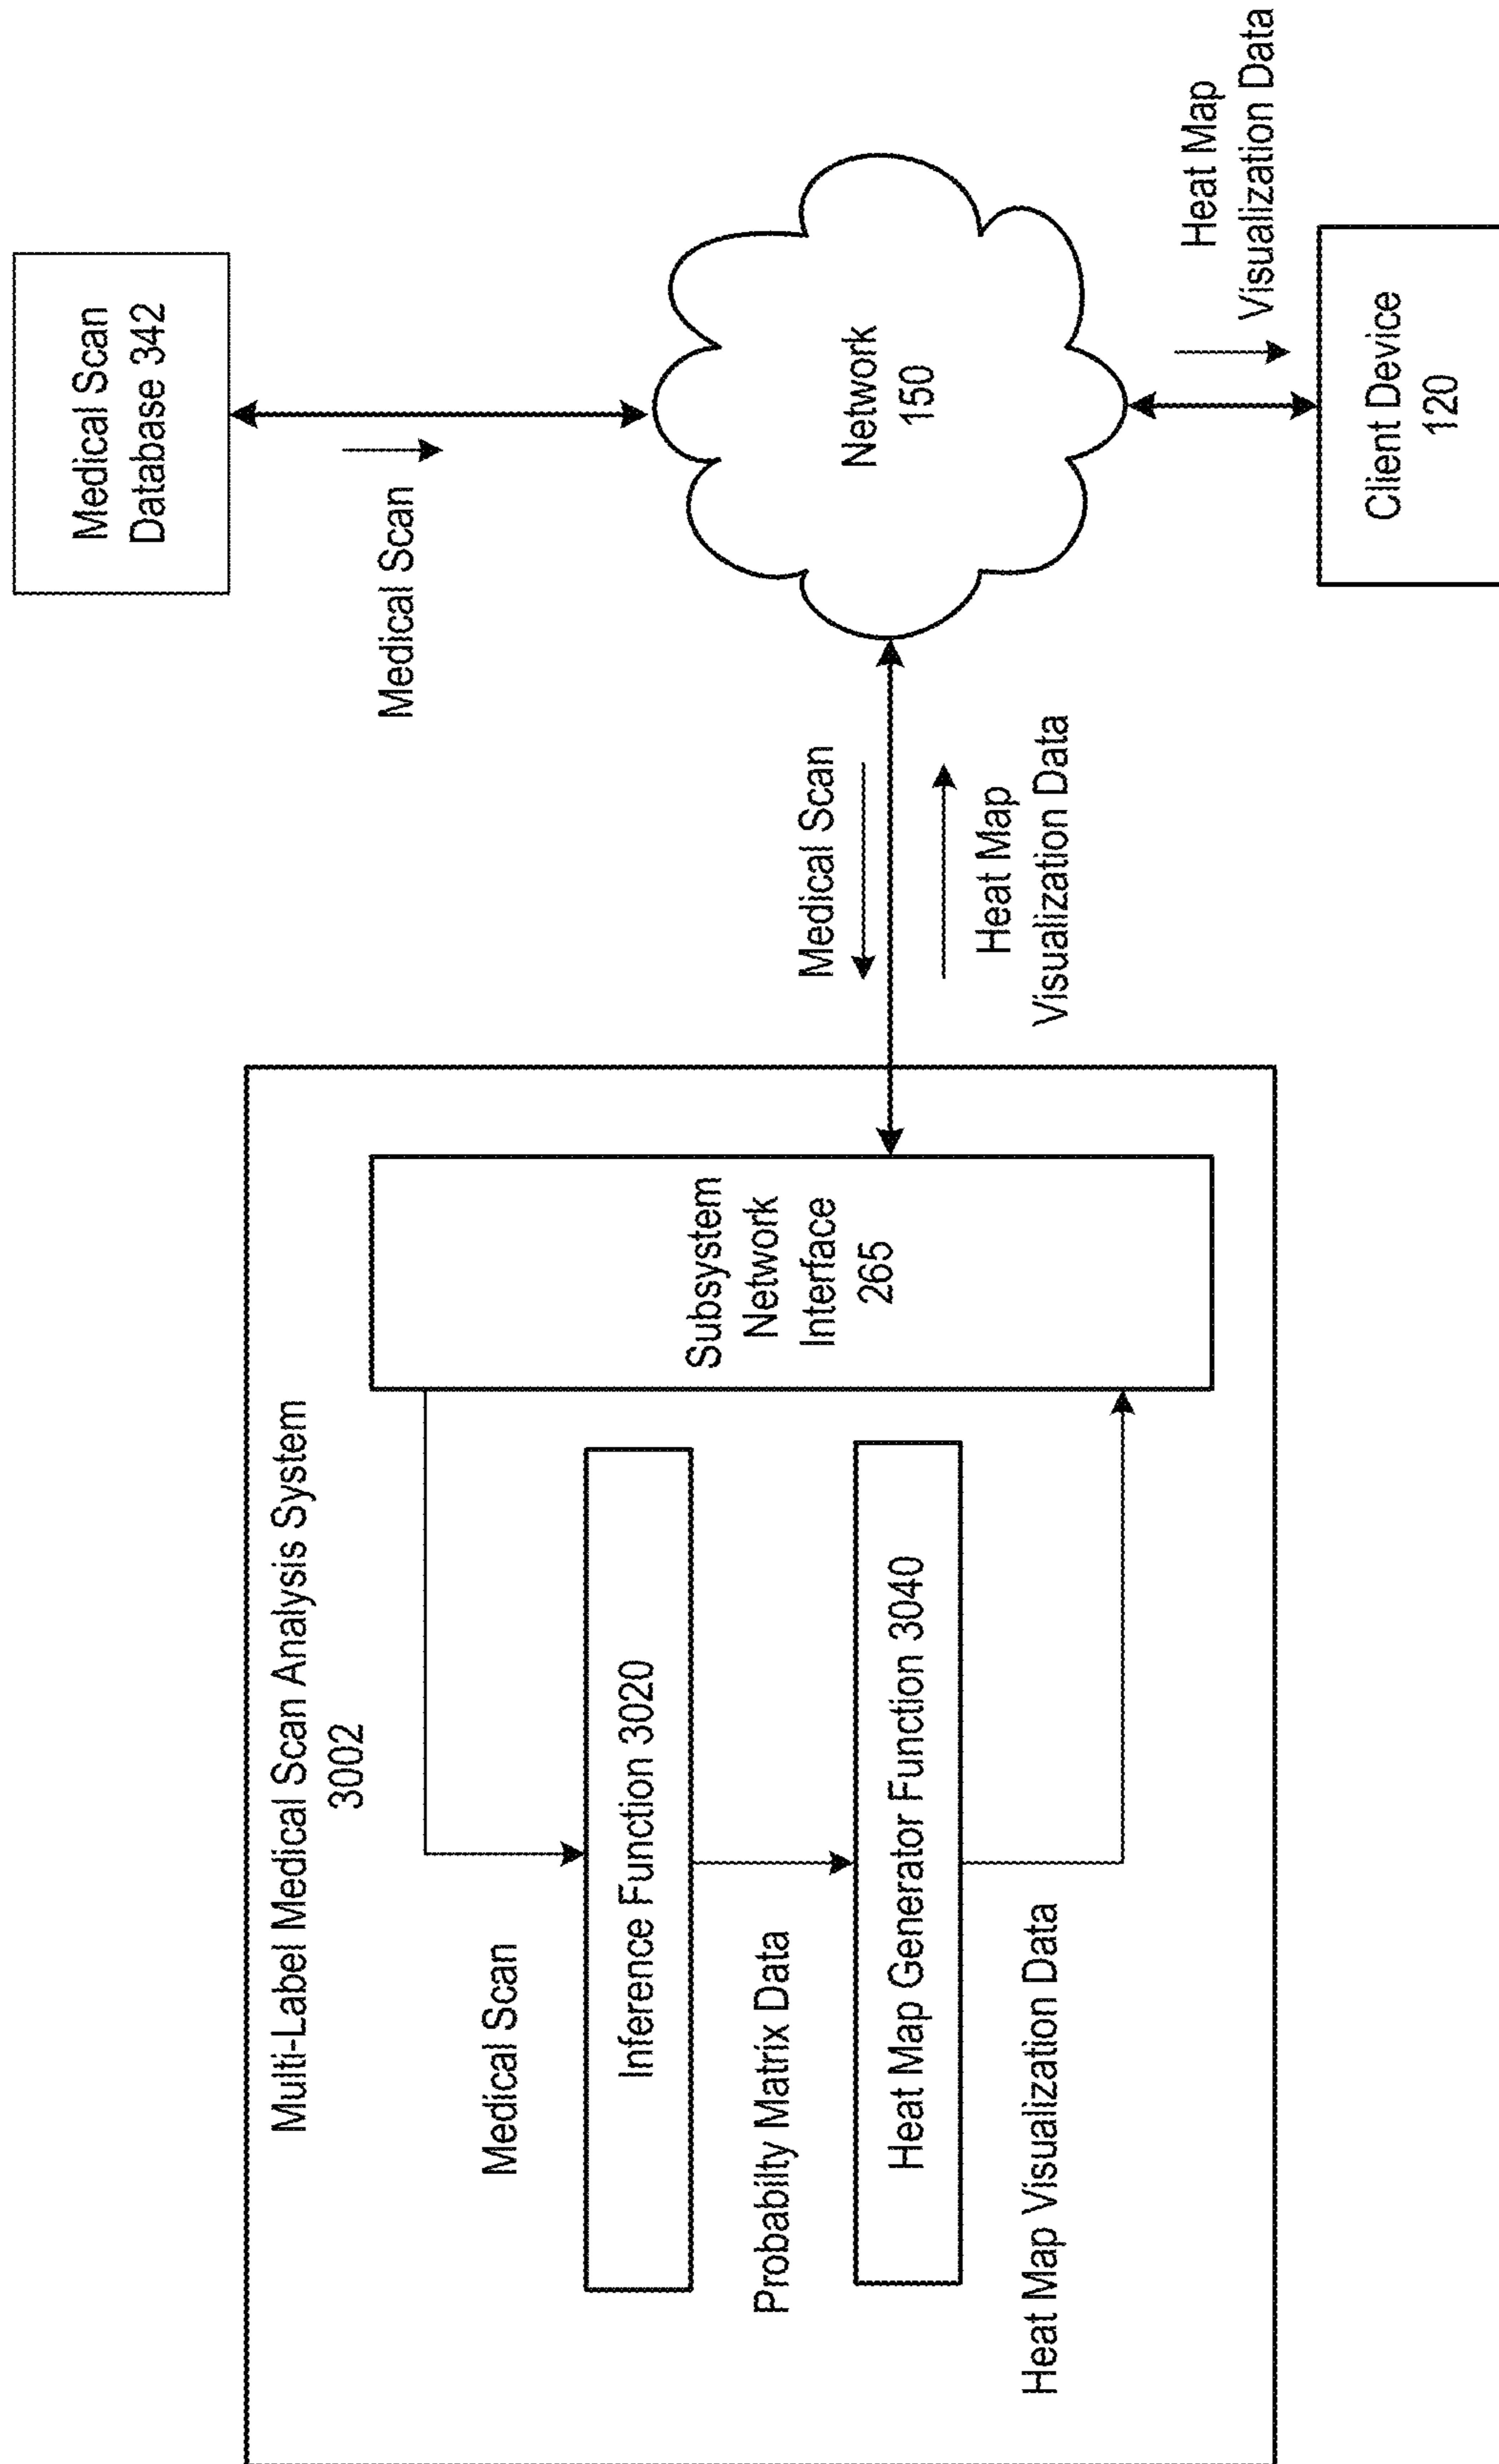 Multi-Label Medical Scan Analysis System
3002
Medical Scan
Inference Function 3020
Probabilty Matrix Data
Heat Map Generator Function 3040
Heat Map Visualization Data
Subsystem
Network
Interface
265
Medical Scan
Heat Map
Visualization Data
Medical Scan
Database 342
Medical Scan
Network
150
Heat Map
Visualization Data
Client Device
120